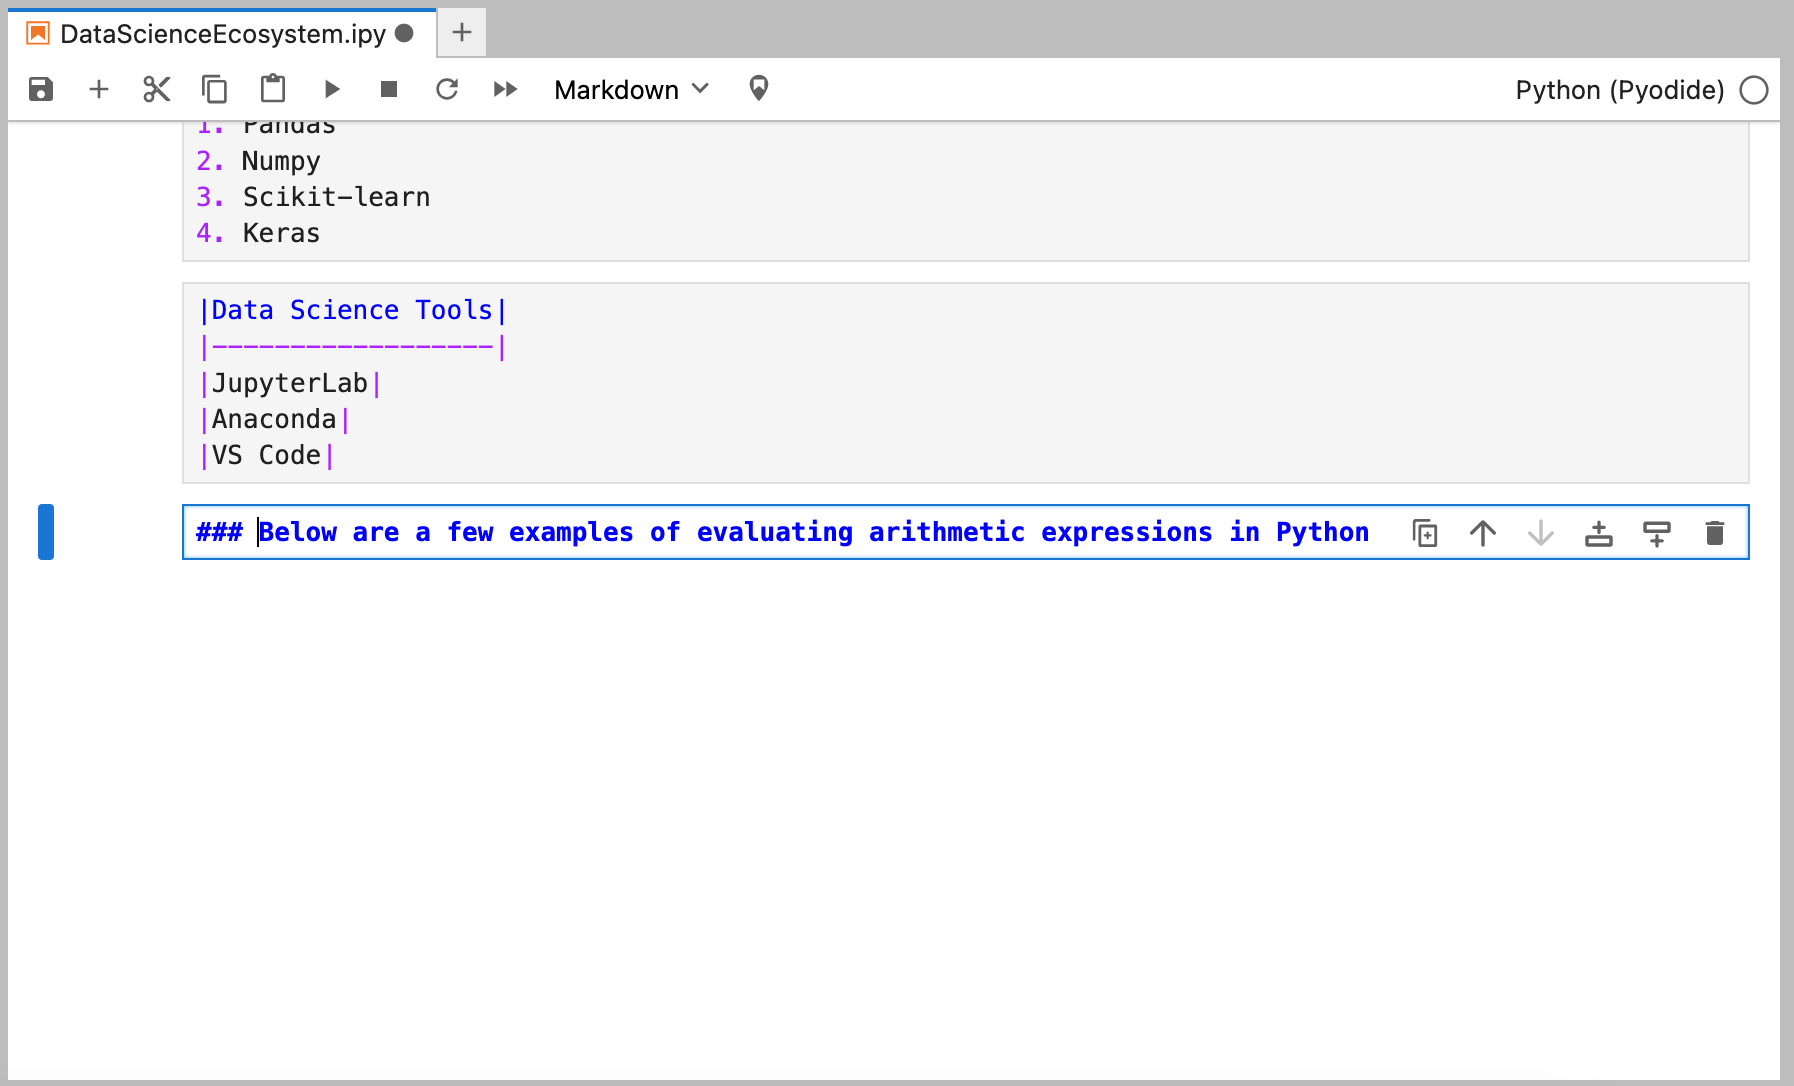 DataScienceEcosystem.ipy
Markdown
Python (Pyodide)
1. Pandas
2. Numpy
3. Scikit-learn
4. Keras
|Data Science Tools|
|------------------|
|JupyterLab|
|Anaconda|
|VS Code|
### Below are a few examples of evaluating arithmetic expressions in Python